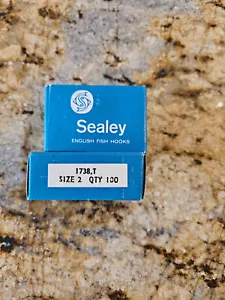 Sealey
ENGLISH FISH HOOKS
1738.T
SIZE 2 QTY 100